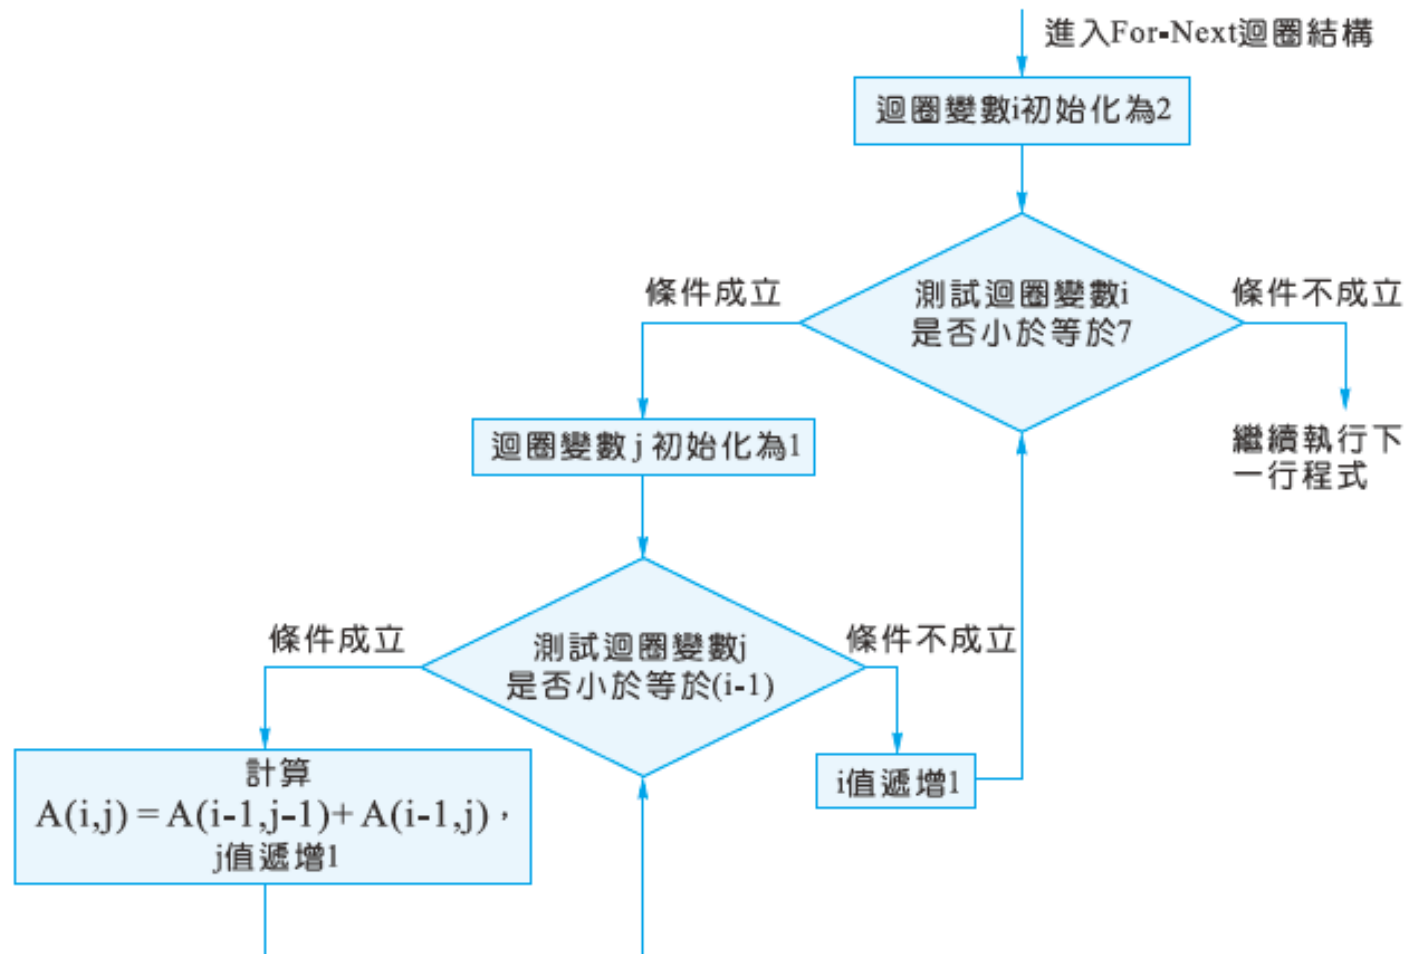 進入For-Next迴圈結構
迴圈變數i初始化為2
條件成立
測試迴圈變數i
是否小於等於7
條件不成立
迴圈變數 j 初始化為1
繼續執行下
一行程式
條件成立
測試迴圈變數j
是否小於等於(i-1)
條件不成立
計算
A(i,j) = A(i-1,j-1)+ A(i-1,j)，
j值遞增1
i值遞增1